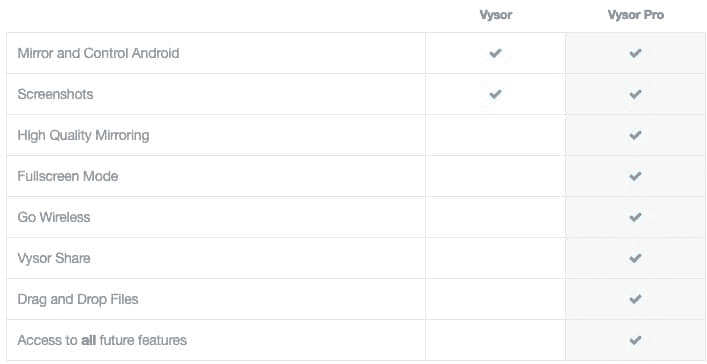 Vysor Vysor Pro
Mirror and Control Android ✔ ✔
Screenshots ✔ ✔
High Quality Mirroring ✔
Fullscreen Mode ✔
Go Wireless ✔
Vysor Share ✔
Drag and Drop Files ✔
Access to all future features ✔